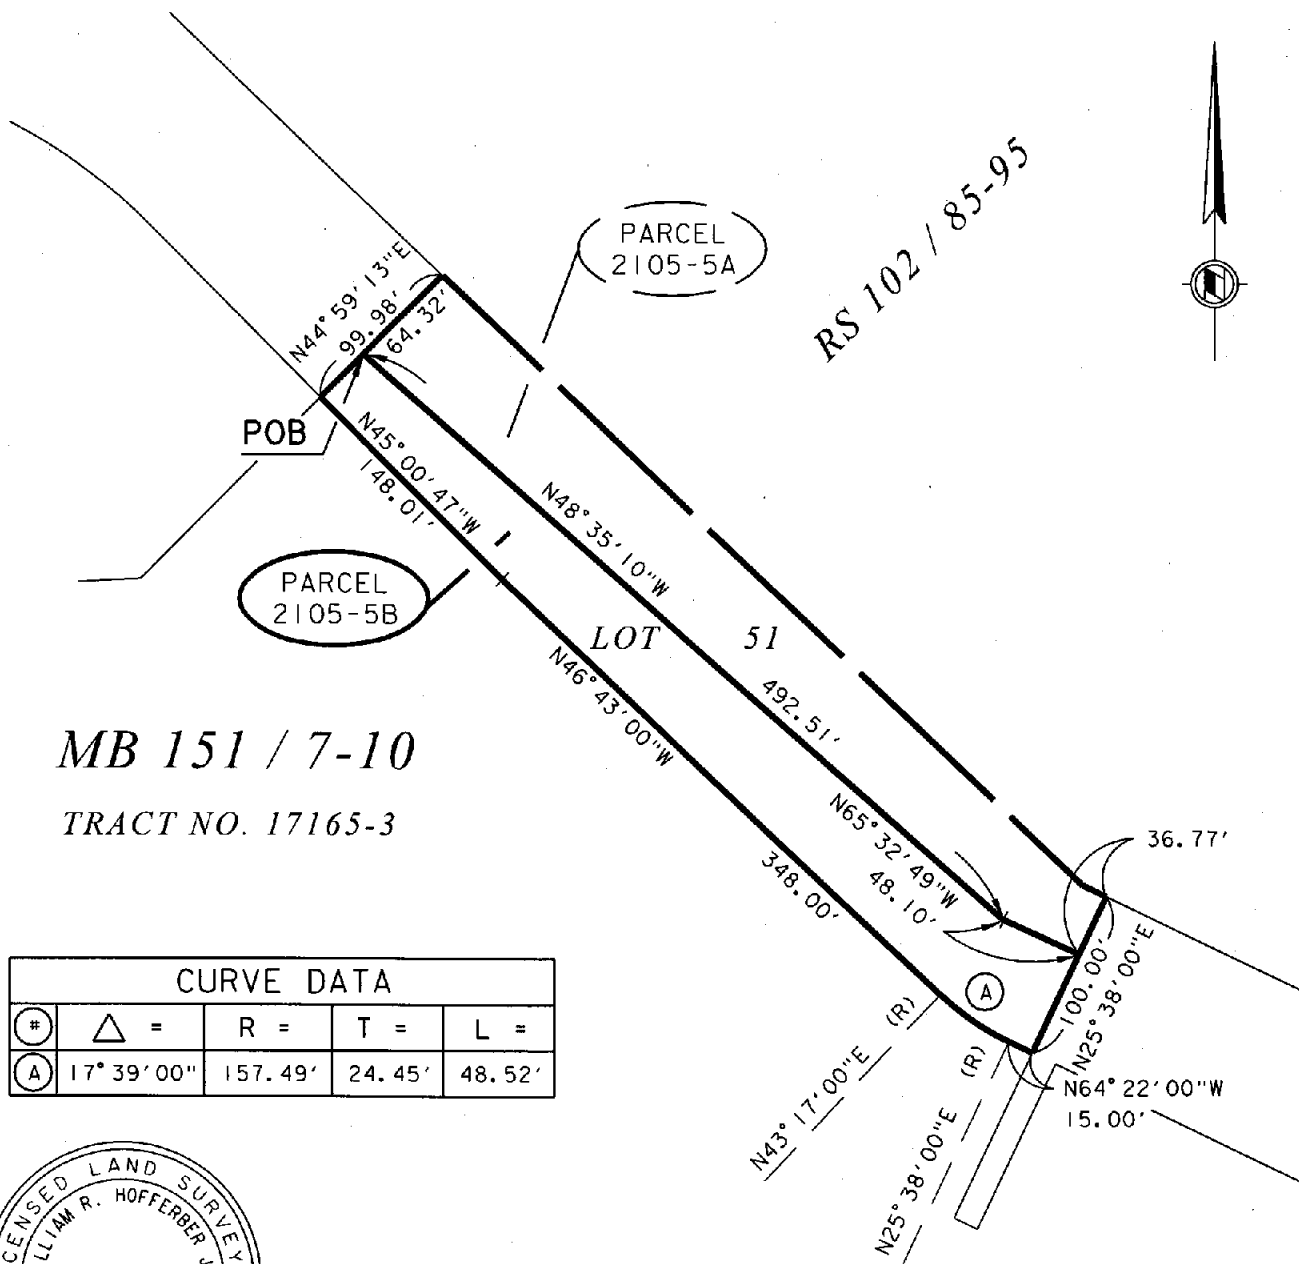 PARCEL
2105-5A
RS 102 / 85-95
N44°59'13"E
99.98'
64.32'
POB
N45°00'47"W
148.01'
N48°35'10"W
PARCEL
2105-5B
LOT 51
N46°43'00"W
492.51'
MB 151 / 7-10
TRACT NO. 17165-3
N65°32'49"W
48.10'
36.77'
348.00'
A
100.00'
N25°38'00"E
(R)
(R)
N43°17'00"E
N25°38'00"E
N64°22'00"W
15.00'
CURVE DATA
# △ = R = T = L =
A 17°39'00" 157.49' 24.45' 48.52'
CENSED LAND SURVEY
LLIAM R. HOFFERBER J